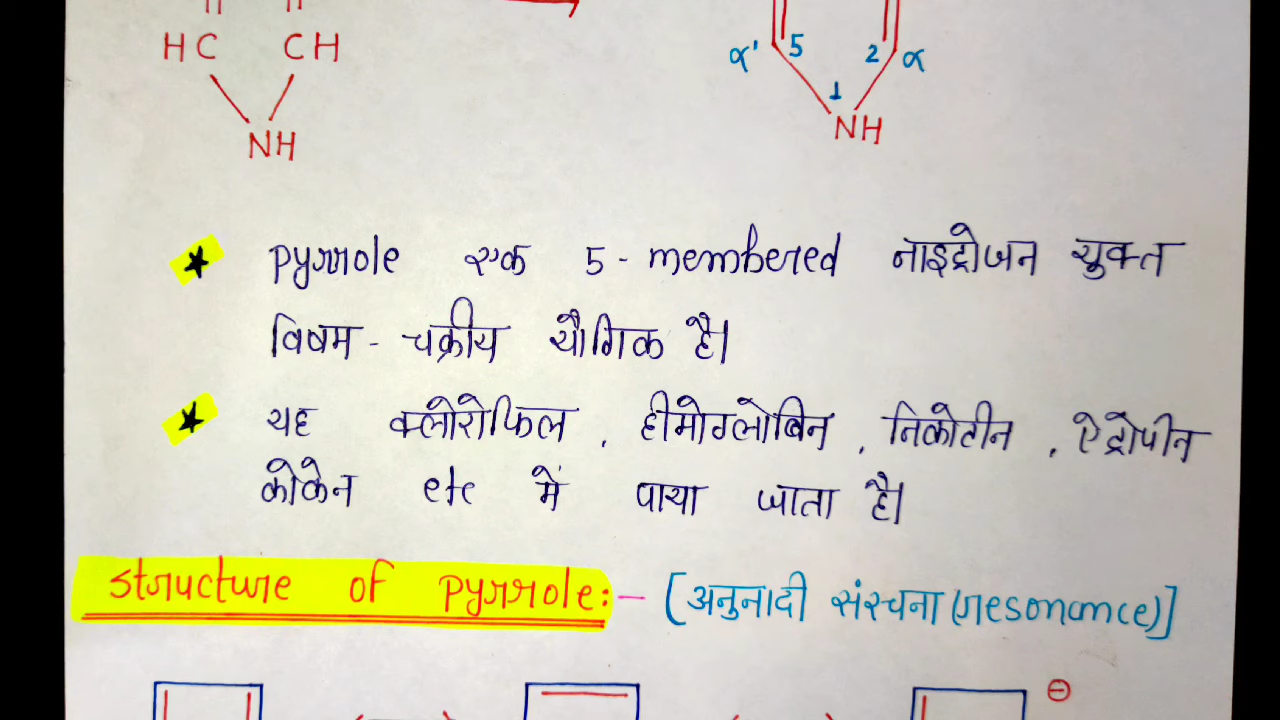 HC CH
NH
α' 5 2 α
1
NH
★ pyrrole एक 5-membered नाइट्रोजन युक्त
विषम-चक्रीय यौगिक है।
★ यह क्लोरोफिल, हीमोग्लोबिन, निकोटीन, ऐट्रोपीन
कोकेन etc में पाया जाता है।
structure of pyrrole:- [अनुनादी संरचना (resonance)]
⊖